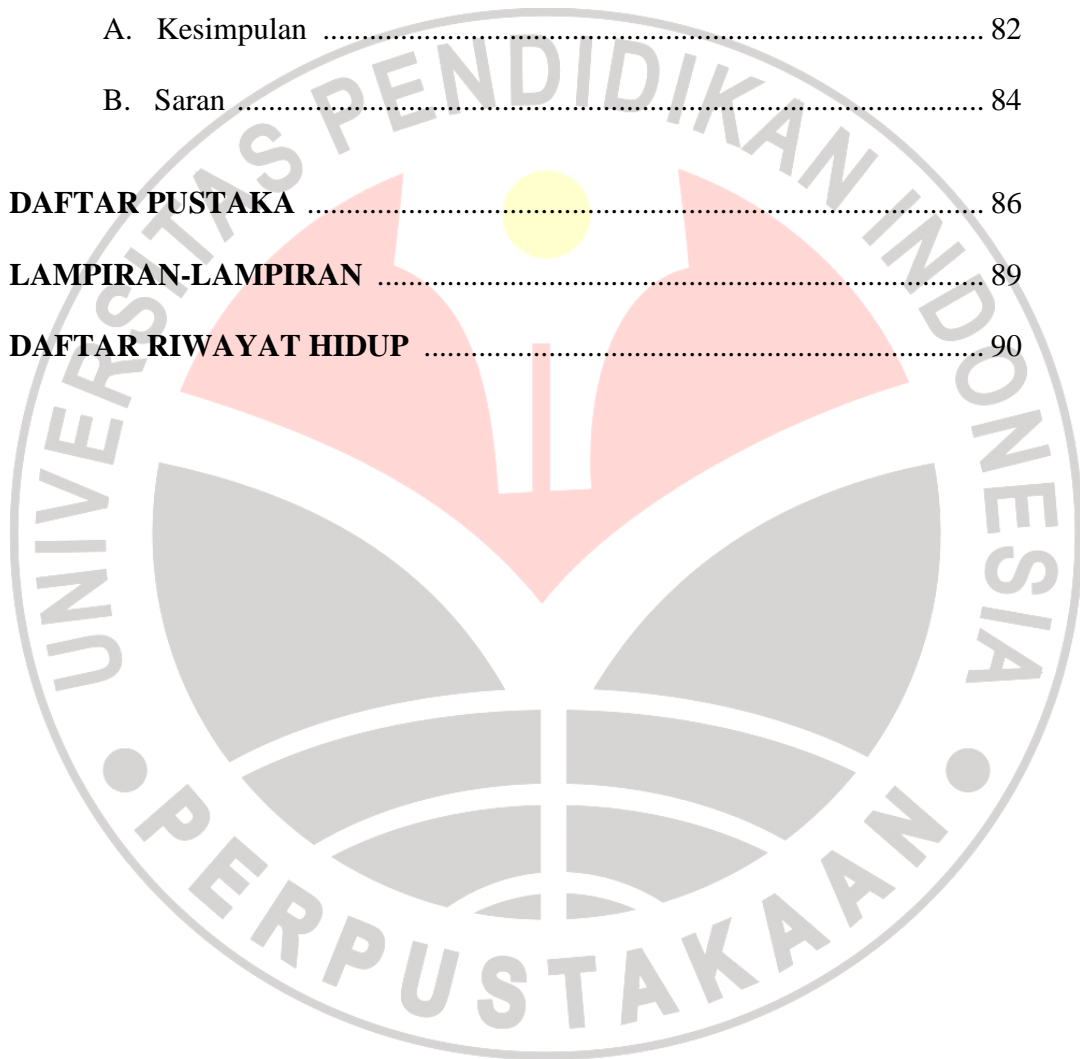 A. Kesimpulan ........................................................................................ 82
B. Saran .................................................................................................... 84
DAFTAR PUSTAKA .......................................................................................... 86
LAMPIRAN-LAMPIRAN ................................................................................. 89
DAFTAR RIWAYAT HIDUP ........................................................................... 90
UNIVERSITAS PENDIDIKAN INDONESIA
PERPUSTAKAAN